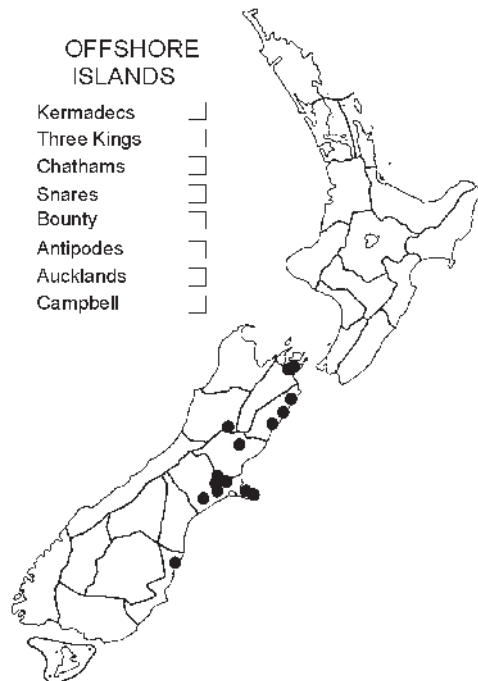 OFFSHORE
ISLANDS
Kermadecs
Three Kings
Chathams
Snares
Bounty
Antipodes
Aucklands
Campbell